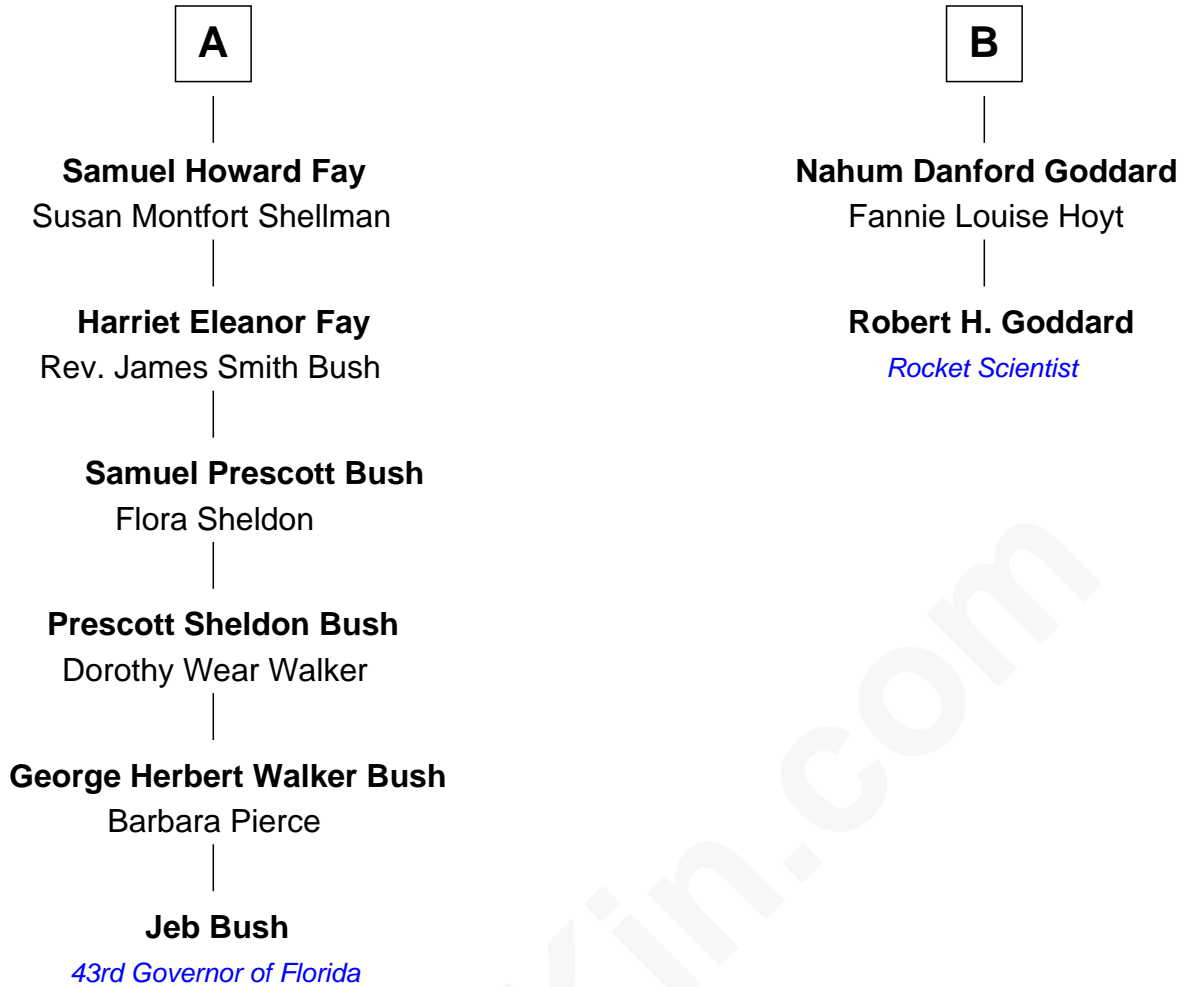 A
Samuel Howard Fay
Susan Montfort Shellman
Harriet Eleanor Fay
Rev. James Smith Bush
Samuel Prescott Bush
Flora Sheldon
Prescott Sheldon Bush
Dorothy Wear Walker
George Herbert Walker Bush
Barbara Pierce
Jeb Bush
43rd Governor of Florida
B
Nahum Danford Goddard
Fannie Louise Hoyt
Robert H. Goddard
Rocket Scientist
Kin.com